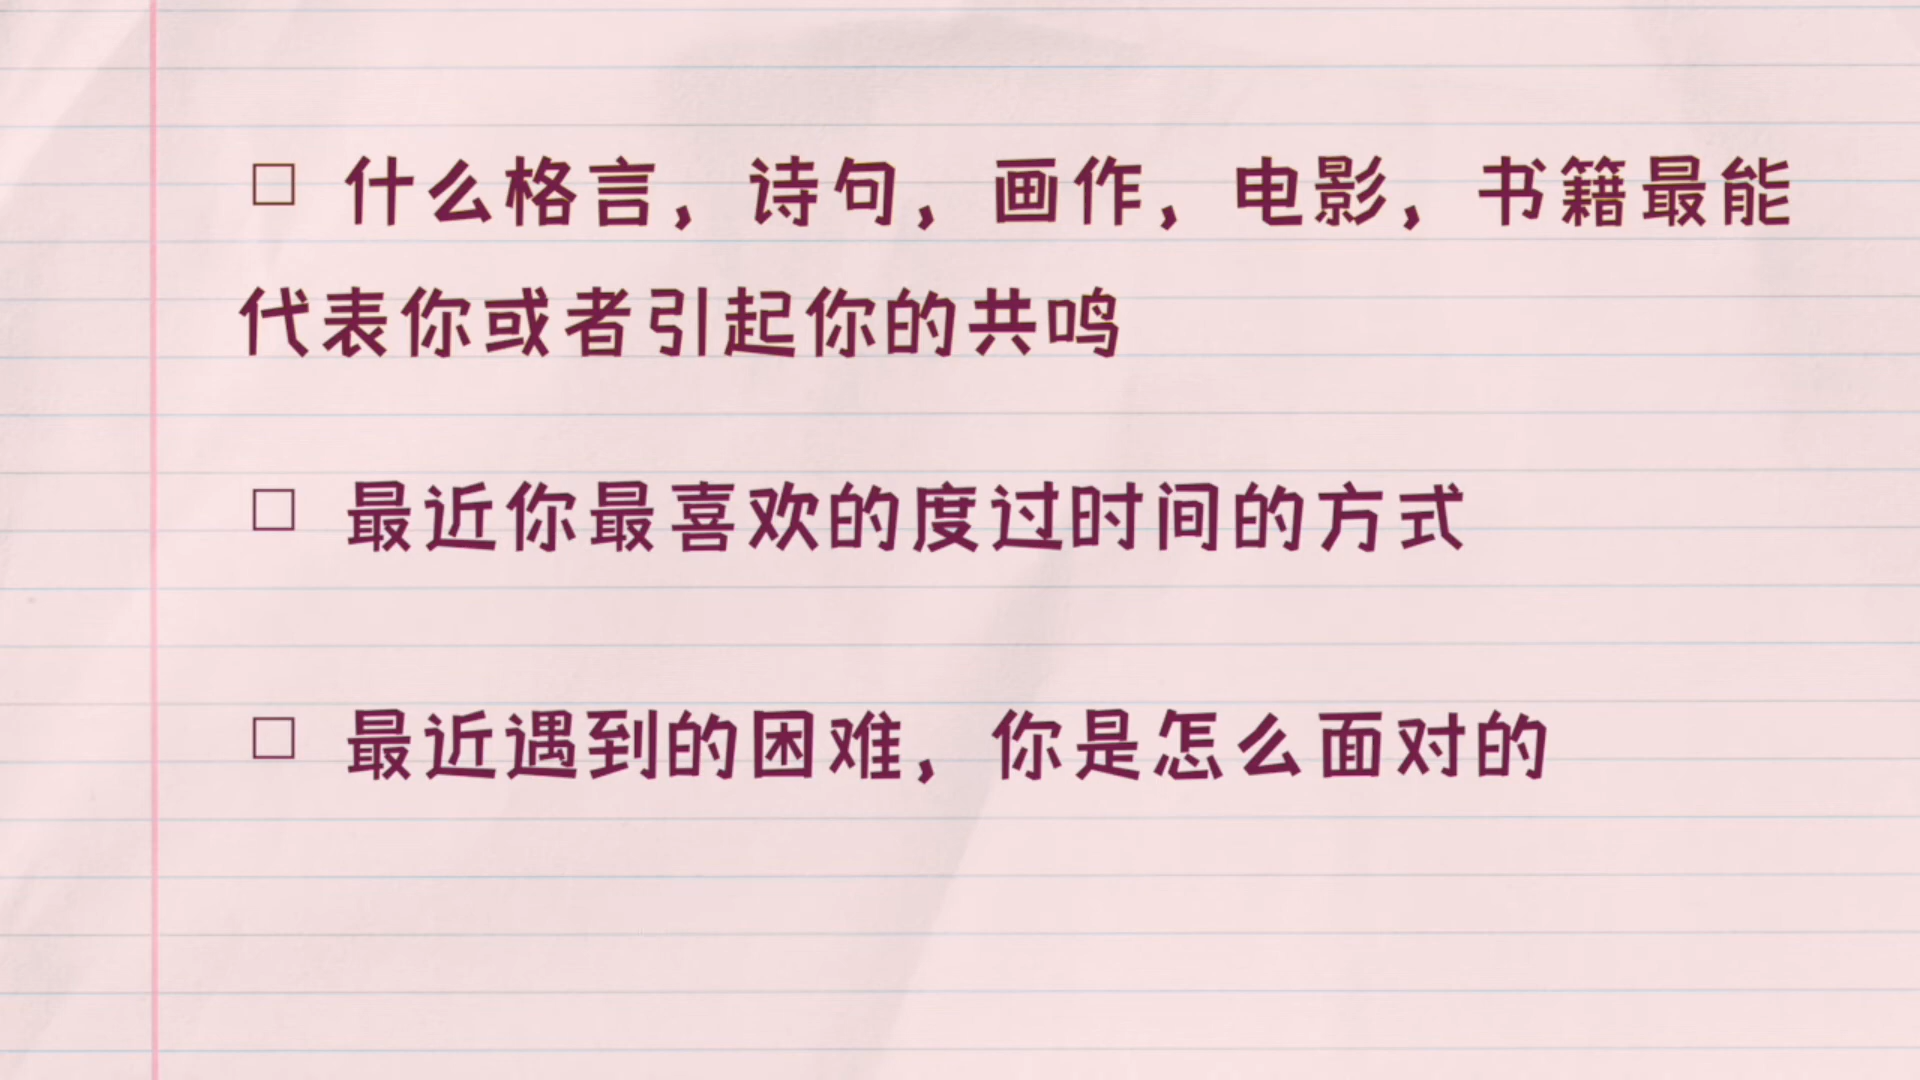 □ 什么格言，诗句，画作，电影，书籍最能
代表你或者引起你的共鸣
□ 最近你最喜欢的度过时间的方式
□ 最近遇到的困难，你是怎么面对的